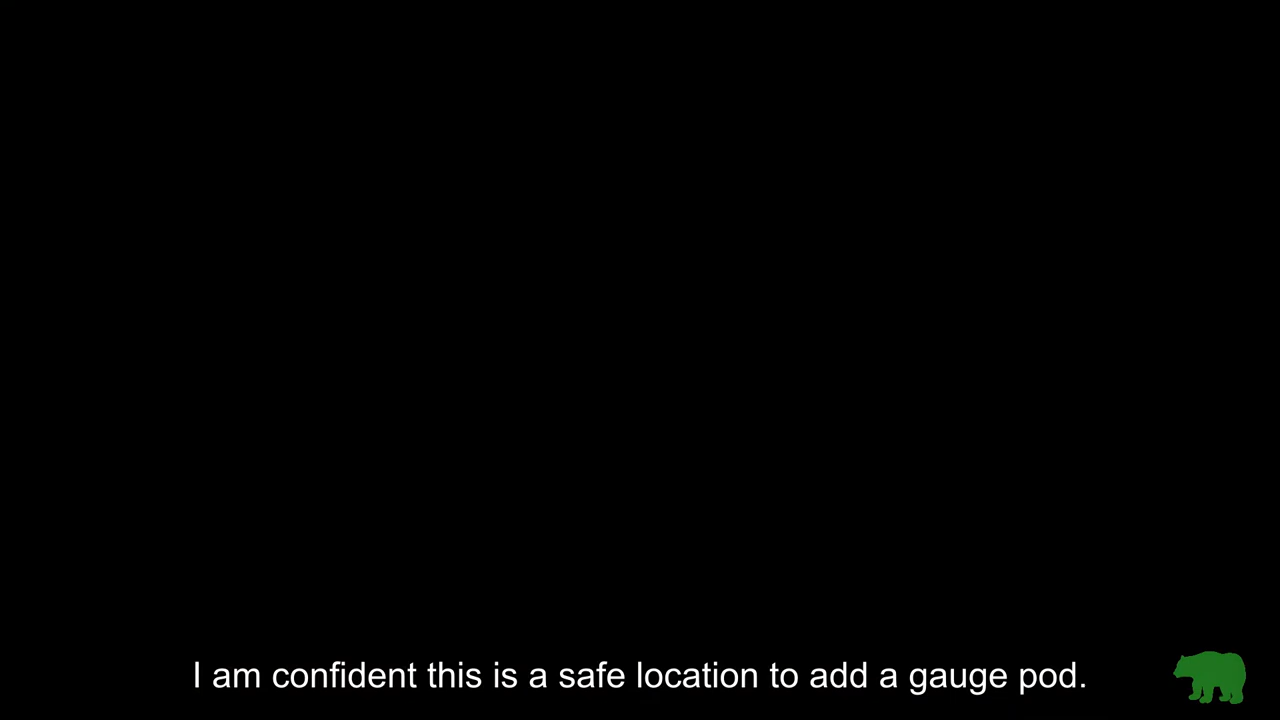 I am confident this is a safe location to add a gauge pod.